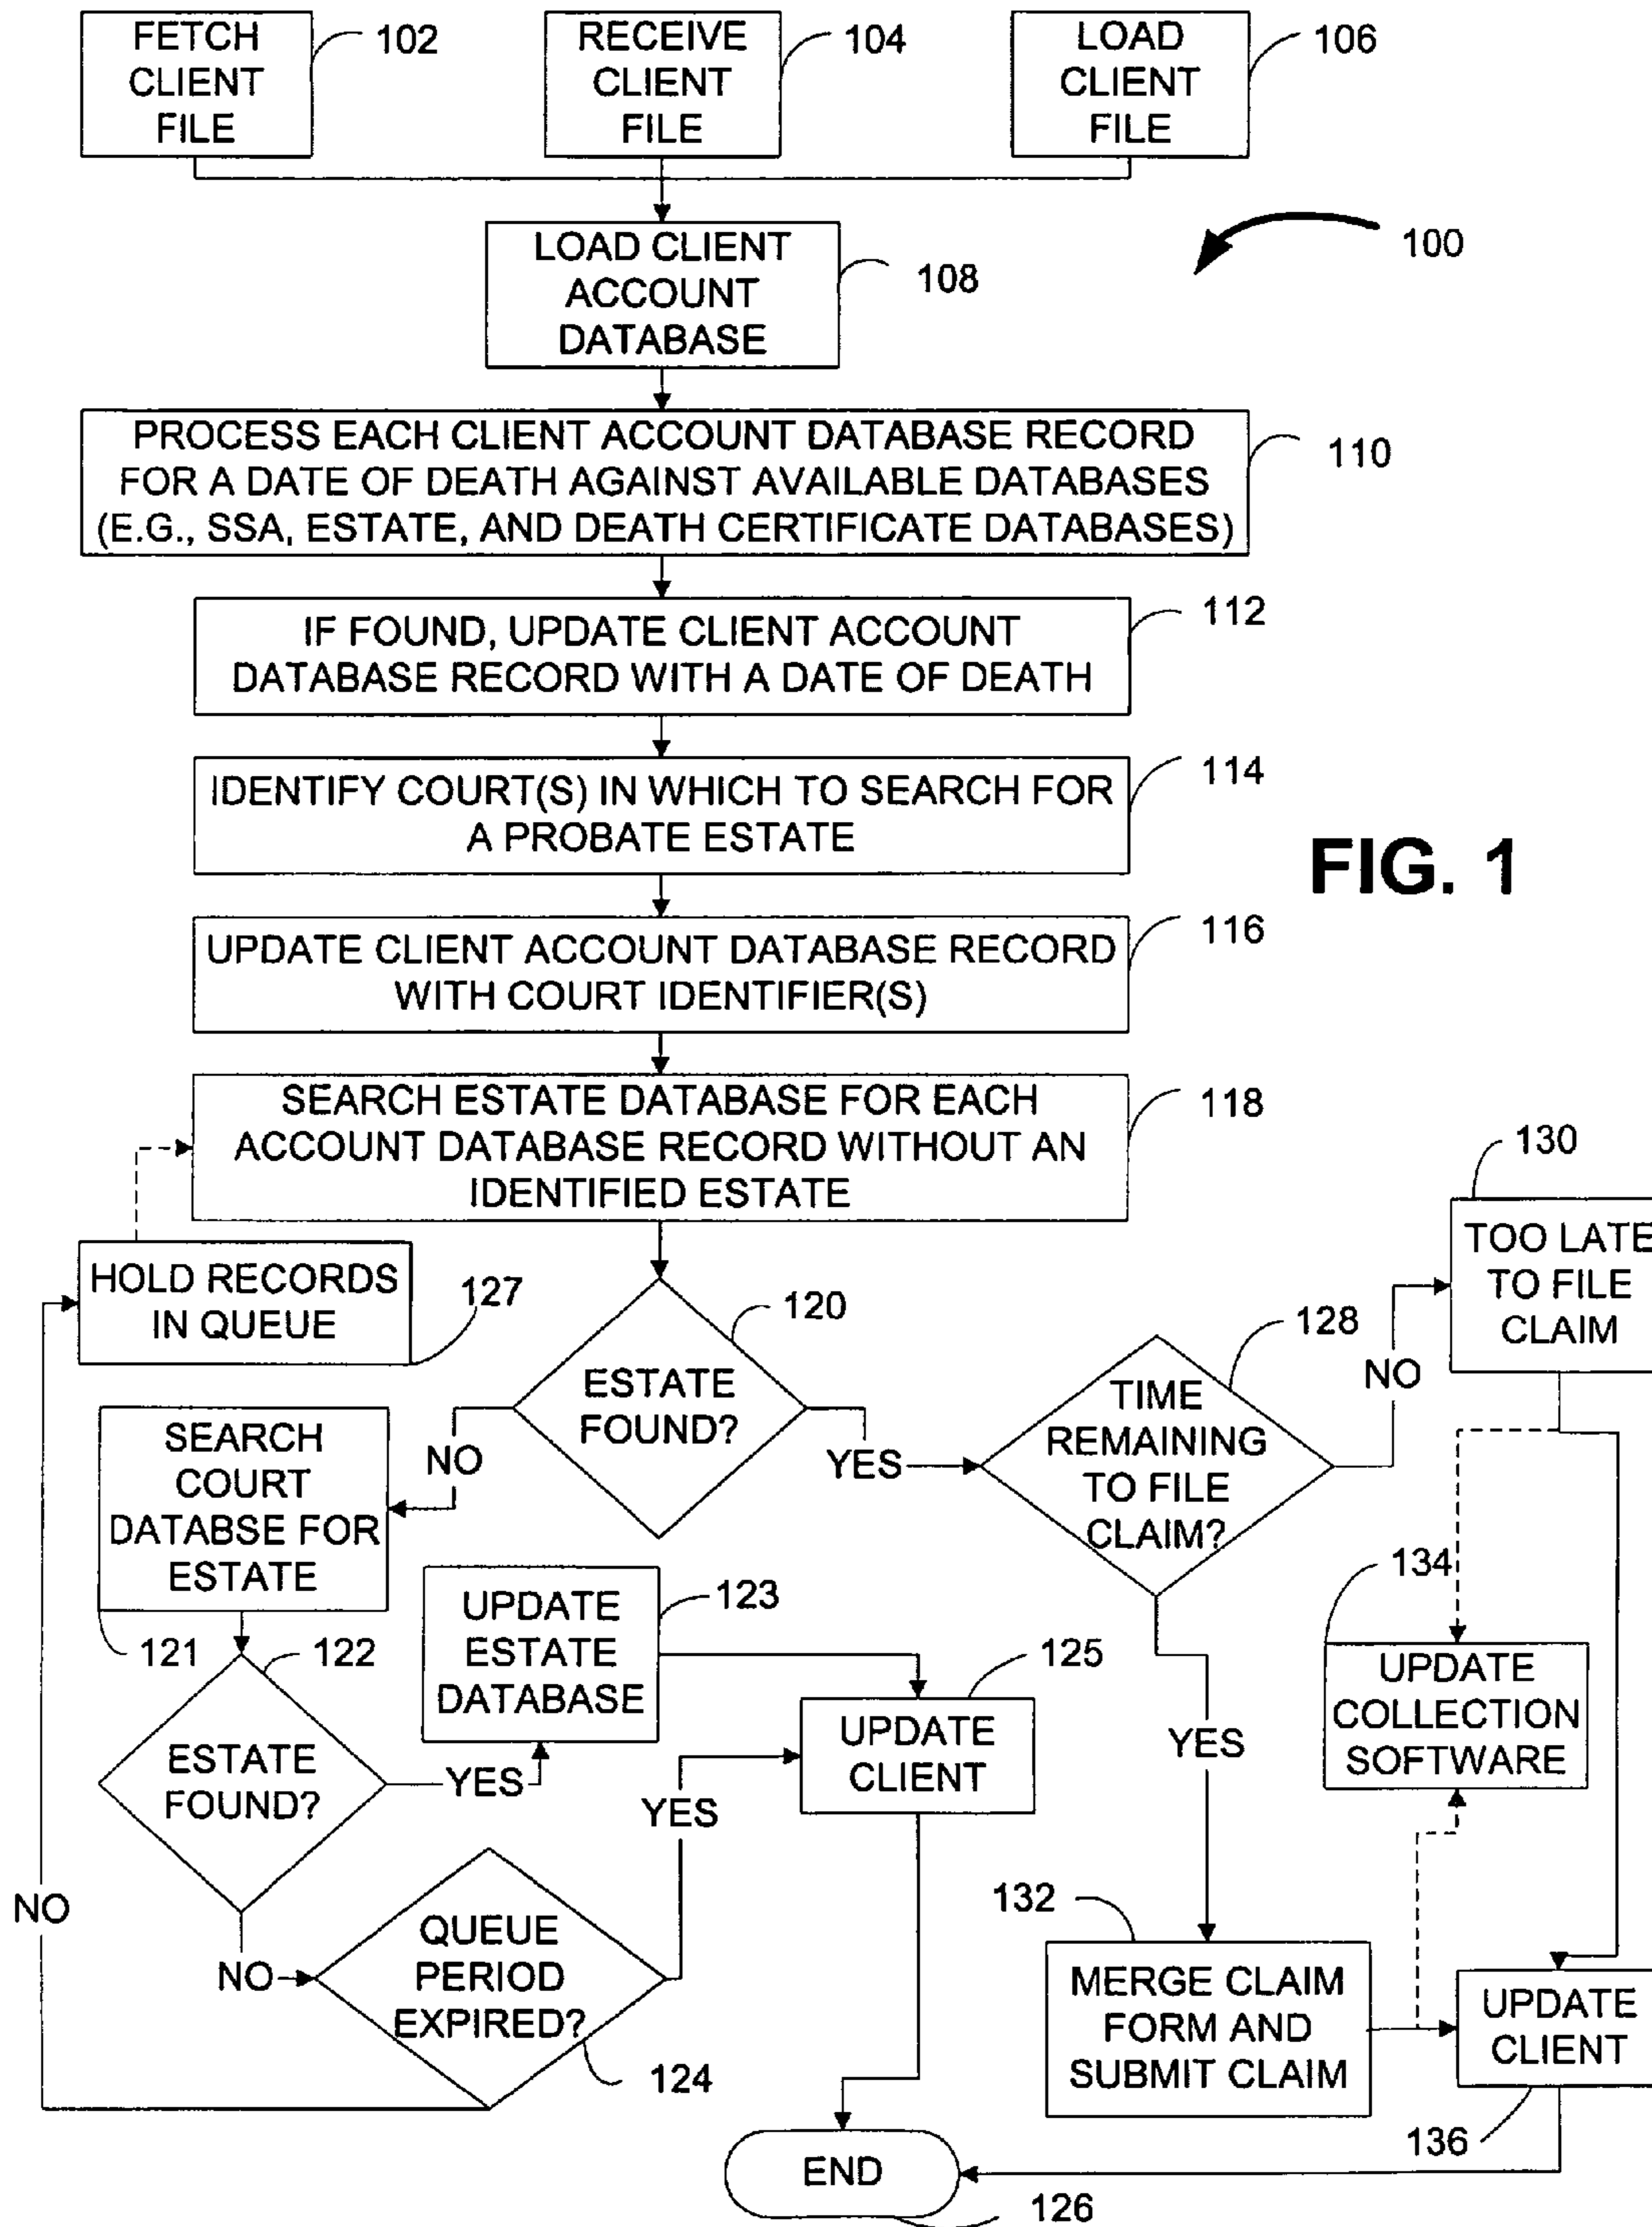 FETCH
CLIENT
FILE
102
RECEIVE
CLIENT
FILE
104
LOAD
CLIENT
FILE
106
LOAD CLIENT
ACCOUNT
DATABASE
108
100
PROCESS EACH CLIENT ACCOUNT DATABASE RECORD
FOR A DATE OF DEATH AGAINST AVAILABLE DATABASES
(E.G., SSA, ESTATE, AND DEATH CERTIFICATE DATABASES)
110
IF FOUND, UPDATE CLIENT ACCOUNT
DATABASE RECORD WITH A DATE OF DEATH
112
IDENTIFY COURT(S) IN WHICH TO SEARCH FOR
A PROBATE ESTATE
114
FIG. 1
UPDATE CLIENT ACCOUNT DATABASE RECORD
WITH COURT IDENTIFIER(S)
116
SEARCH ESTATE DATABASE FOR EACH
ACCOUNT DATABASE RECORD WITHOUT AN
IDENTIFIED ESTATE
118
HOLD RECORDS
IN QUEUE
127
ESTATE
FOUND?
120
NO
YES
TIME
REMAINING
TO FILE
CLAIM?
128
NO
YES
TOO LATE
TO FILE
CLAIM
130
SEARCH
COURT
DATABSE FOR
ESTATE
121
ESTATE
FOUND?
122
YES
NO
UPDATE
ESTATE
DATABASE
123
QUEUE
PERIOD
EXPIRED?
124
YES
NO
UPDATE
CLIENT
125
UPDATE
COLLECTION
SOFTWARE
134
MERGE CLAIM
FORM AND
SUBMIT CLAIM
132
UPDATE
CLIENT
136
END
126